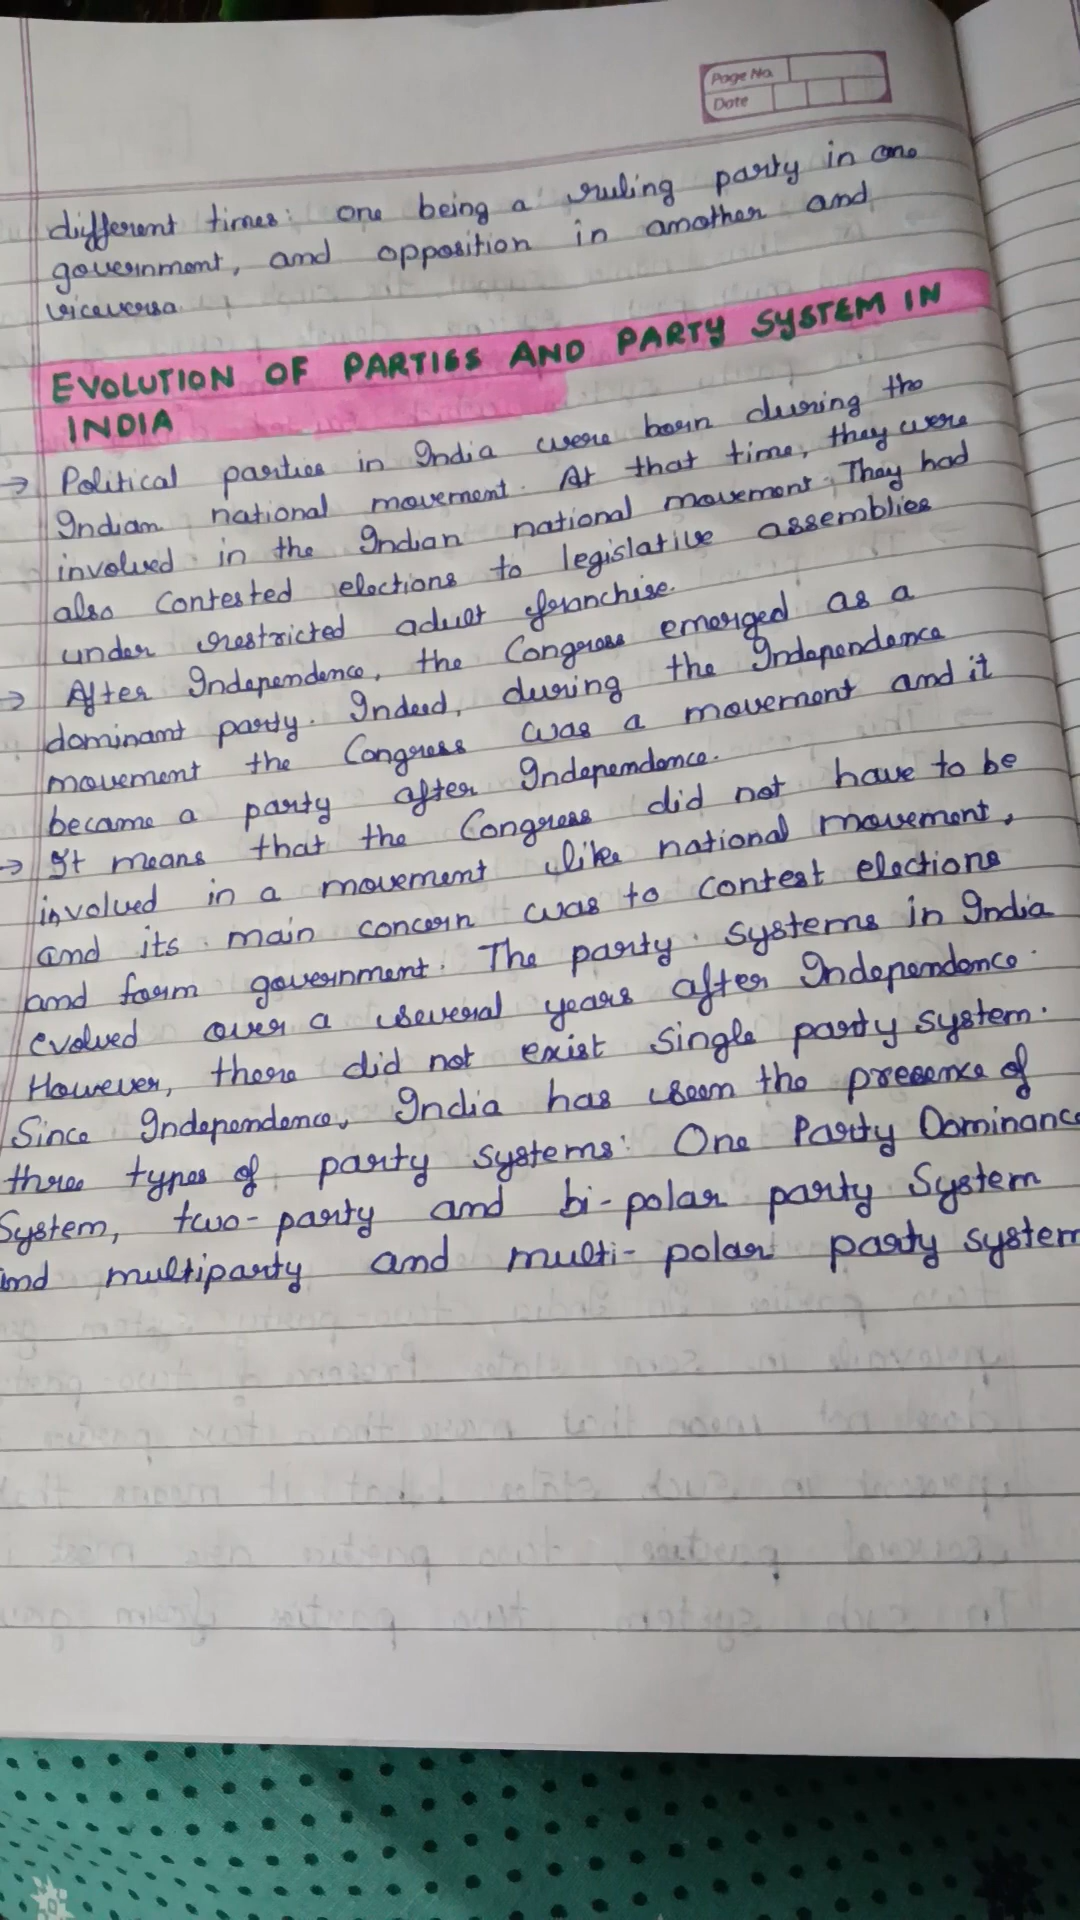 Page No.
Date
different times: one being a ruling party in one
government, and opposition in another and
viceversa.
EVOLUTION OF PARTIES AND PARTY SYSTEM IN
INDIA
→ Political parties in India were born during the
Indian national movement. At that time, they were
involved in the Indian national movement. They had
also contested elections to legislative assemblies
under restricted adult franchise.
→ After Independence, the Congress emerged as a
dominant party. Indeed, during the Independence
movement the Congress was a movement and it
became a party after Independence.
→ It means that the Congress did not have to be
involved in a movement like national movement,
and its main concern was to contest elections
and form government. The party systems in India
evolved over a several years after Independence.
However, there did not exist single party system.
Since Independence, India has seen the presence of
three types of party systems: One Party Dominance
System, two-party and bi-polar party System
and multiparty and multi-polar party system